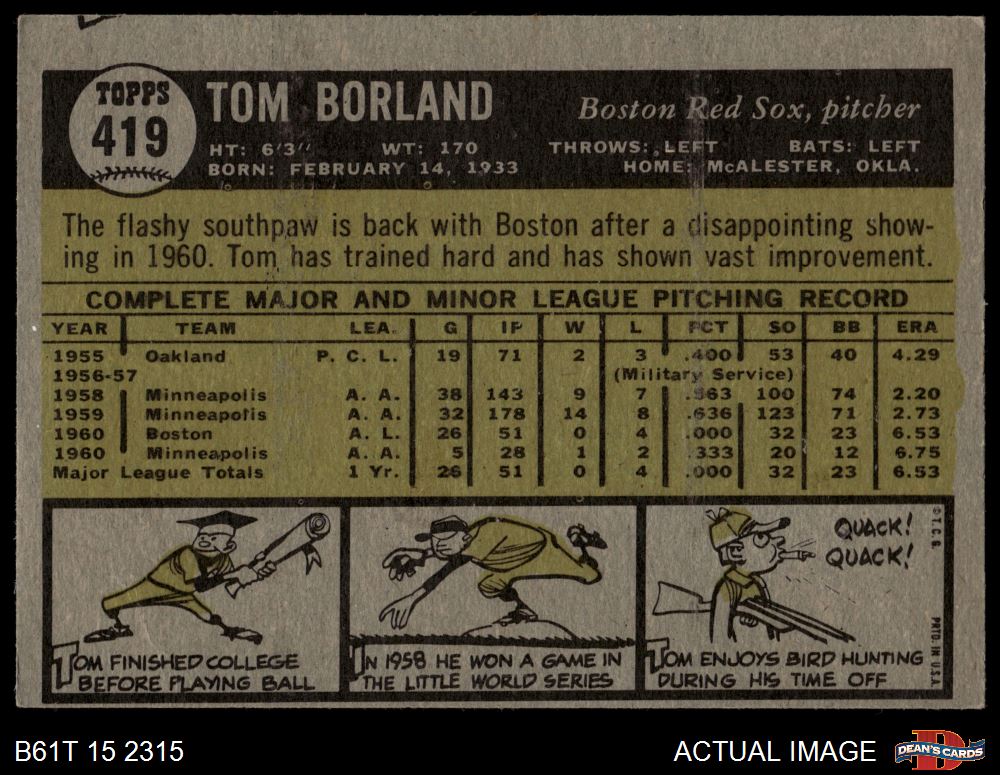 TOPPS
419
TOM BORLAND
Boston Red Sox, pitcher
HT: 6'3" WT: 170 THROWS: LEFT BATS: LEFT
BORN: FEBRUARY 14, 1933 HOME: McALESTER, OKLA.
The flashy southpaw is back with Boston after a disappointing show-
ing in 1960. Tom has trained hard and has shown vast improvement.
COMPLETE MAJOR AND MINOR LEAGUE PITCHING RECORD
YEAR TEAM LEA. G IP W L PCT SO BB ERA
1955 Oakland P. C. L. 19 71 2 3 .400 53 40 4.29
1956-57 (Military Service)
1958 Minneapolis A. A. 38 143 9 7 .563 100 74 2.20
1959 Minneapolis A. A. 32 178 14 8 .636 123 71 2.73
1960 Boston A. L. 26 51 0 4 .000 32 23 6.53
1960 Minneapolis A. A. 5 28 1 2 .333 20 12 6.75
Major League Totals 1 Yr. 26 51 0 4 .000 32 23 6.53
TOM FINISHED COLLEGE
BEFORE PLAYING BALL
IN 1958 HE WON A GAME IN
THE LITTLE WORLD SERIES
QUACK!
QUACK!
TOM ENJOYS BIRD HUNTING
DURING HIS TIME OFF
© T. C. G.
PRTD. IN U.S.A.
B61T 15 2315
ACTUAL IMAGE
DEAN'S CARDS